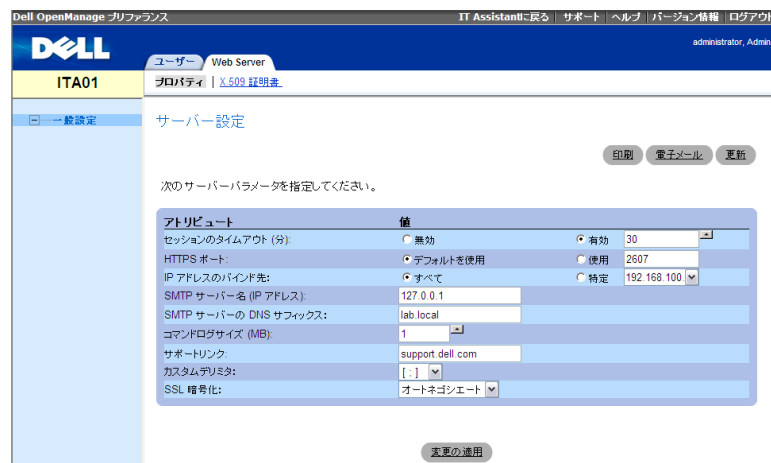 Dell OpenManage プリファランス IT Assistantに戻る サポート ヘルプ バージョン情報 ログアウト
DELL administrator, Admin
ユーザー Web Server
ITA01 プロパティ X.509 証明書
一般設定 サーバー設定
印刷 電子メール 更新
次のサーバーパラメータを指定してください。
アトリビュート 値
セッションのタイムアウト (分): 無効 有効 30
HTTPS ポート: デフォルトを使用 使用 2607
IP アドレスのバインド先: すべて 特定 192.168.100.
SMTP サーバー名 (IP アドレス): 127.0.0.1
SMTP サーバーの DNS サフィックス: lab.local
コマンドログサイズ (MB): 1
サポートリンク: support.dell.com
カスタムデリミタ: [ ; ]
SSL 暗号化: オートネゴシエート
変更の適用